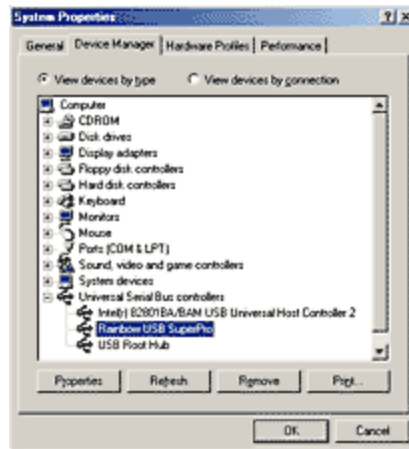 System Properties
General Device Manager Hardware Profiles Performance
View devices by type View devices by connection
Computer
CDROM
Disk drives
Display adapters
Floppy disk controllers
Hard disk controllers
Keyboard
Monitors
Mouse
Ports (COM & LPT)
Sound, video and game controllers
System devices
Universal Serial Bus controllers
Intel(r) 82801BA/BAM USB Universal Host Controller 2
Rainbow USB SuperPro
USB Root Hub
Properties Refresh Remove Print...
OK Cancel